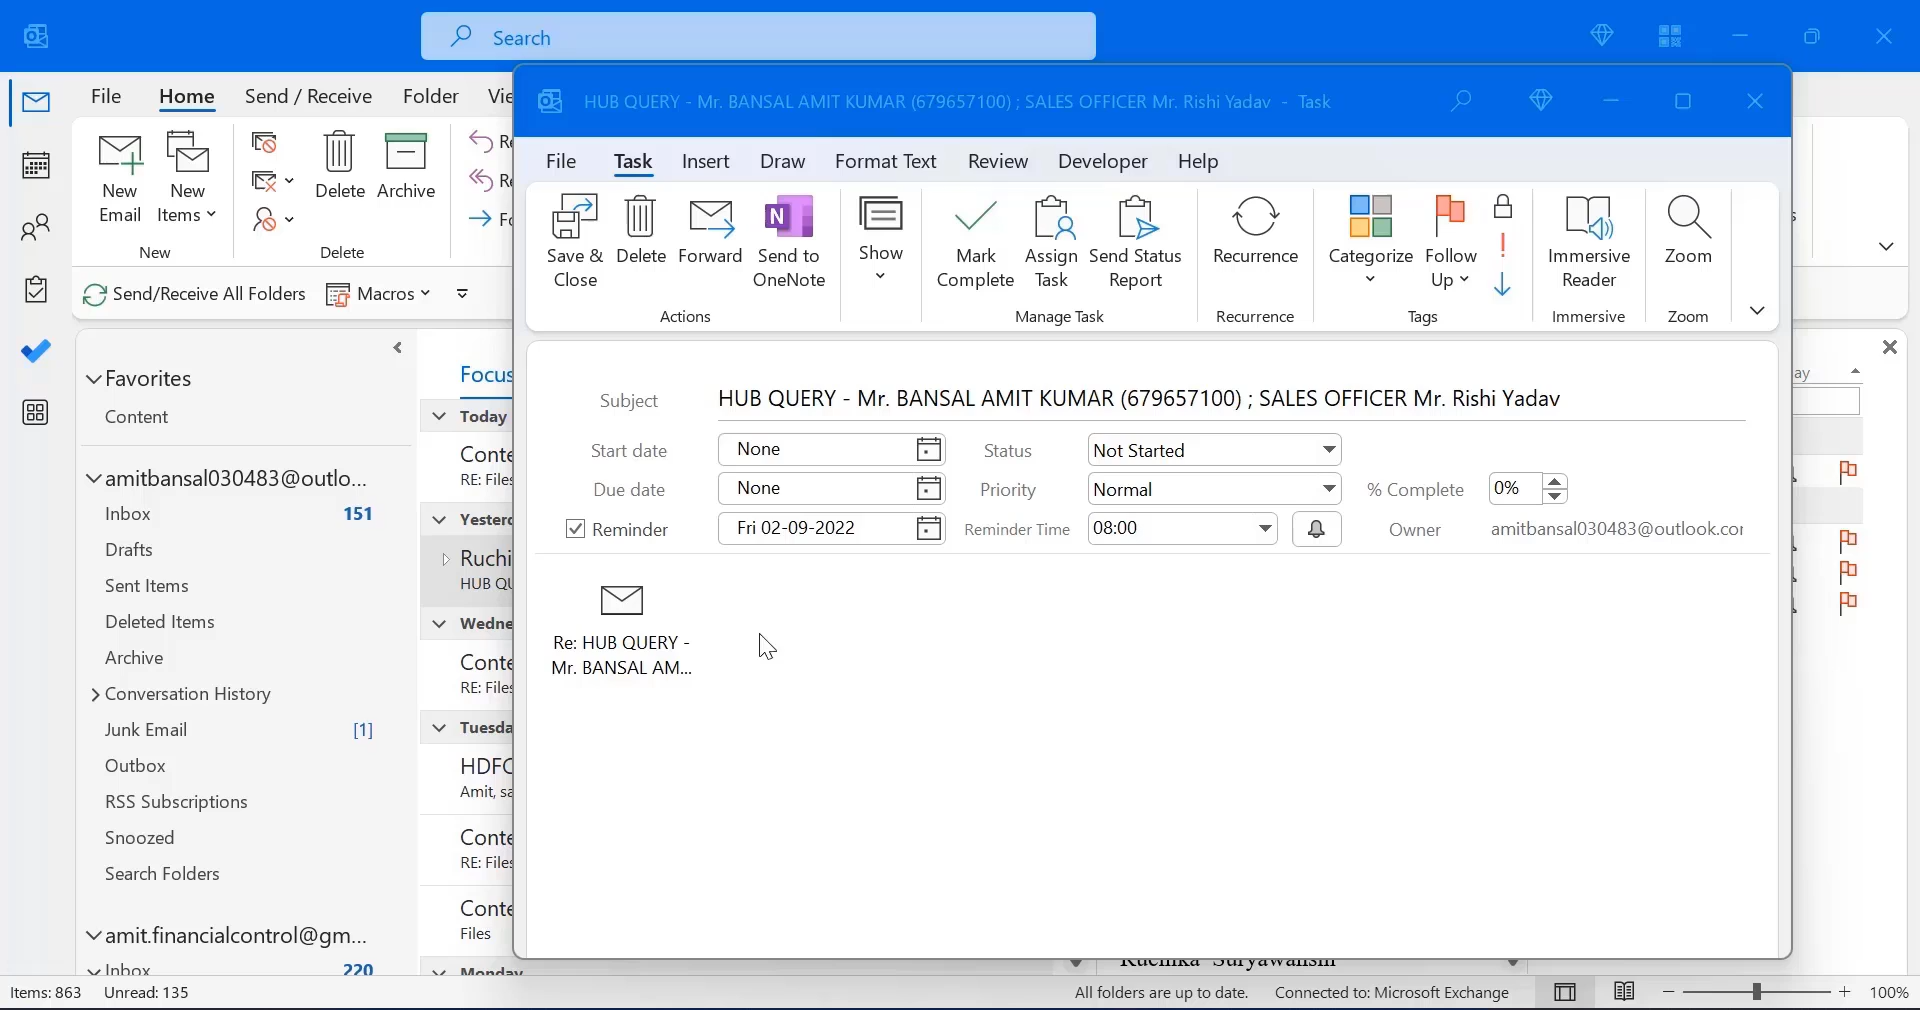 Search
File Home Send / Receive Folder
New Email
New Items
New
Delete
Archive
Delete
Send/Receive All Folders
Macros
Favorites
Content
amitbansal030483@outlo...
Inbox 151
Drafts
Sent Items
Deleted Items
Archive
Conversation History
Junk Email [1]
Outbox
RSS Subscriptions
Snoozed
Search Folders
amit.financialcontrol@gm...
Inbox 220
Today
RE:
Files
HUB QUERY - Mr. BANSAL AMIT KUMAR (679657100) ; SALES OFFICER Mr. Rishi Yadav - Task
File Task Insert Draw Format Text Review Developer Help
Save & Close
Delete
Forward
Send to OneNote
Actions
Show
Mark Complete
Assign Task
Send Status Report
Manage Task
Recurrence
Recurrence
Categorize
Follow Up
Tags
Immersive Reader
Immersive
Zoom
Zoom
Subject HUB QUERY - Mr. BANSAL AMIT KUMAR (679657100) ; SALES OFFICER Mr. Rishi Yadav
Start date None Status Not Started
Due date None Priority Normal % Complete 0%
Reminder Fri 02-09-2022 Reminder Time 08:00 Owner amitbansal030483@outlook.cor
Re: HUB QUERY -
Mr. BANSAL AM...
Items: 863 Unread: 135
All folders are up to date. Connected to: Microsoft Exchange 100%